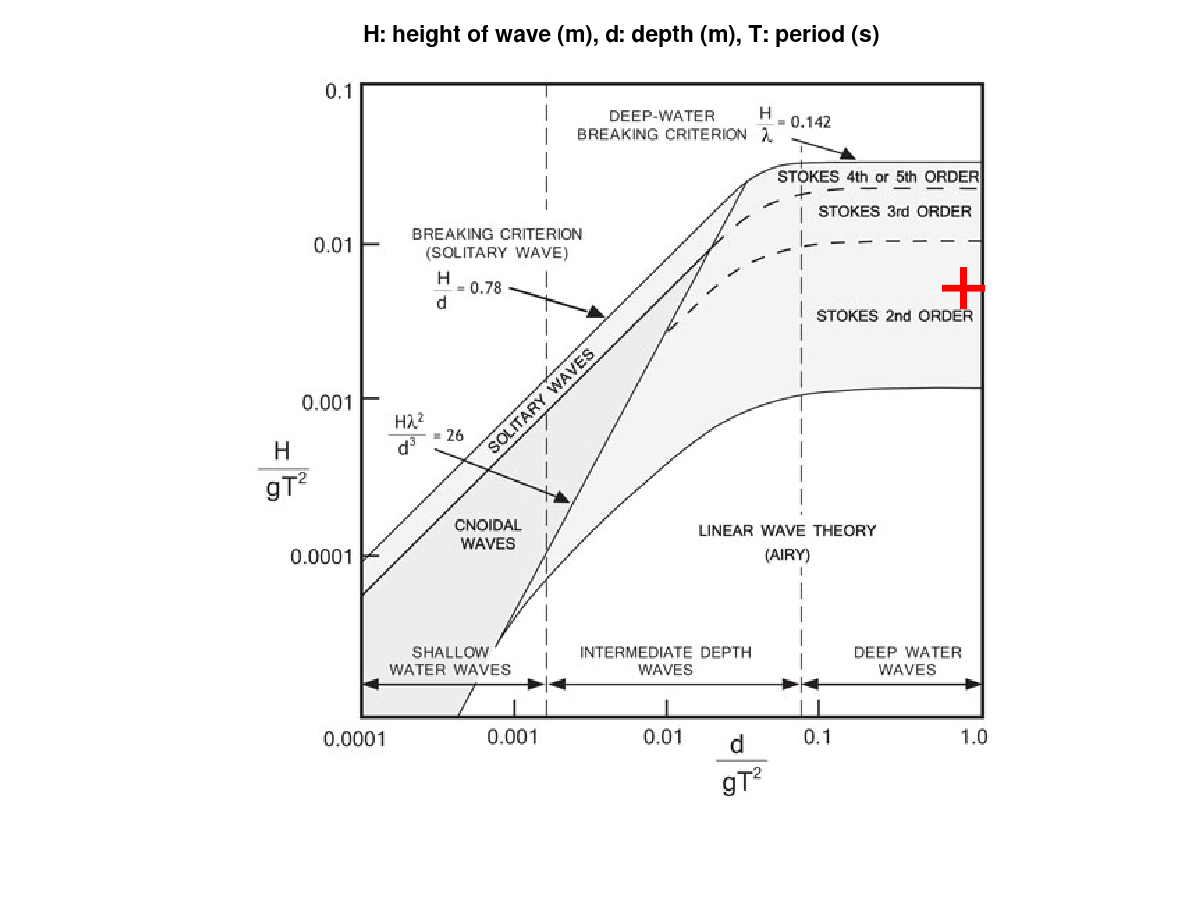 H: height of wave (m), d: depth (m), T: period (s)
0.1
DEEP-WATER
BREAKING CRITERION
H
λ
= 0.142
STOKES 4th or 5th ORDER
STOKES 3rd ORDER
0.01
BREAKING CRITERION
(SOLITARY WAVE)
H
d
= 0.78
STOKES 2nd ORDER
SOLITARY WAVES
0.001
Hλ²
d³
= 26
H
gT²
CNOIDAL
WAVES
LINEAR WAVE THEORY
(AIRY)
0.0001
SHALLOW
WATER WAVES
INTERMEDIATE DEPTH
WAVES
DEEP WATER
WAVES
0.0001
0.001
0.01
0.1
1.0
d
gT²